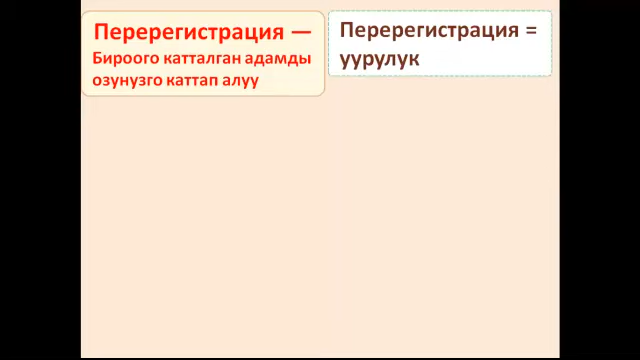 Перерегистрация —
Бироого катталган адамды
озунузго каттап алуу
Перерегистрация =
уурулук